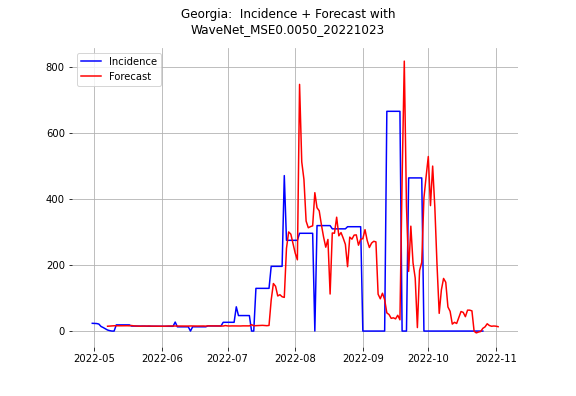 Georgia: Incidence + Forecast with
WaveNet_MSE0.0050_20221023
Incidence
Forecast
800
600
400
200
0
2022-05 2022-06 2022-07 2022-08 2022-09 2022-10 2022-11